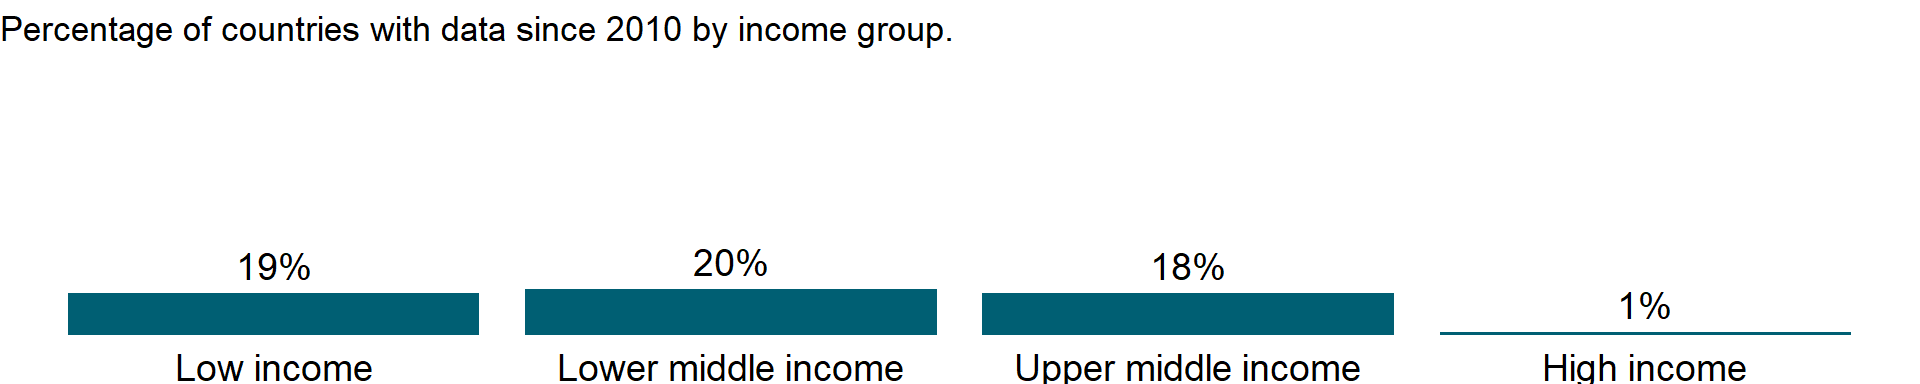 Percentage of countries with data since 2010 by income group.
19%
20%
18%
1%
Low income
Lower middle income
Upper middle income
High income